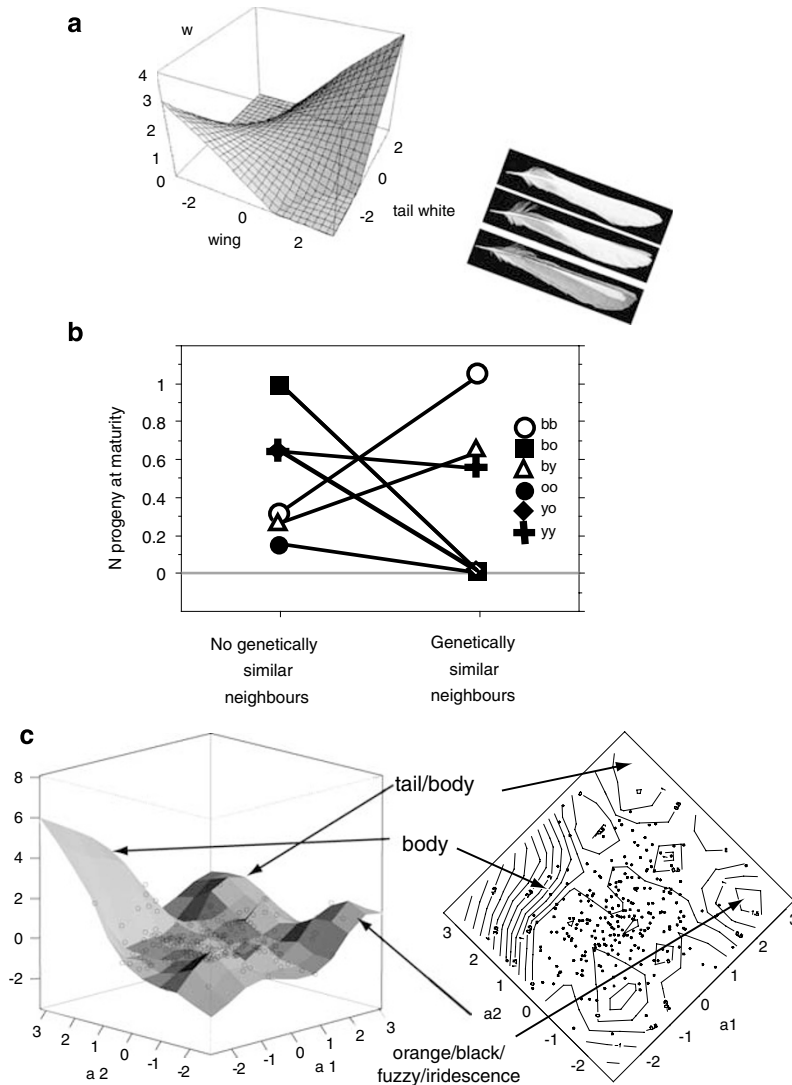 a
w
4
3
2
1
0
-2
0
2
wing
2
0
-2
tail white
b
N progeny at maturity
1
0.8
0.6
0.4
0.2
0
bb
bo
by
oo
yo
yy
No genetically
similar
neighbours
Genetically
similar
neighbours
c
8
6
4
2
0
-2
3
2
1
0
-1
-2
a 2
-2
-1
0
1
2
3
a 1
tail/body
body
orange/black/
fuzzy/iridescence
3
2
1
0
-1
-2
a2
-2
-1
0
1
2
3
a1